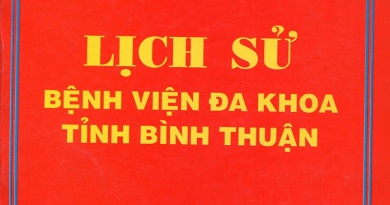 LỊCH SỬ
BỆNH VIỆN ĐA KHOA
TỈNH BÌNH THUẬN